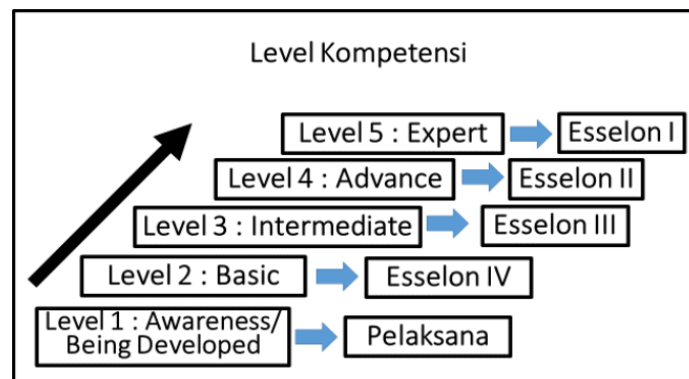 Level Kompetensi
Level 5 : Expert
Esselon I
Level 4 : Advance
Esselon II
Level 3 : Intermediate
Esselon III
Level 2 : Basic
Esselon IV
Level 1 : Awareness/
Being Developed
Pelaksana